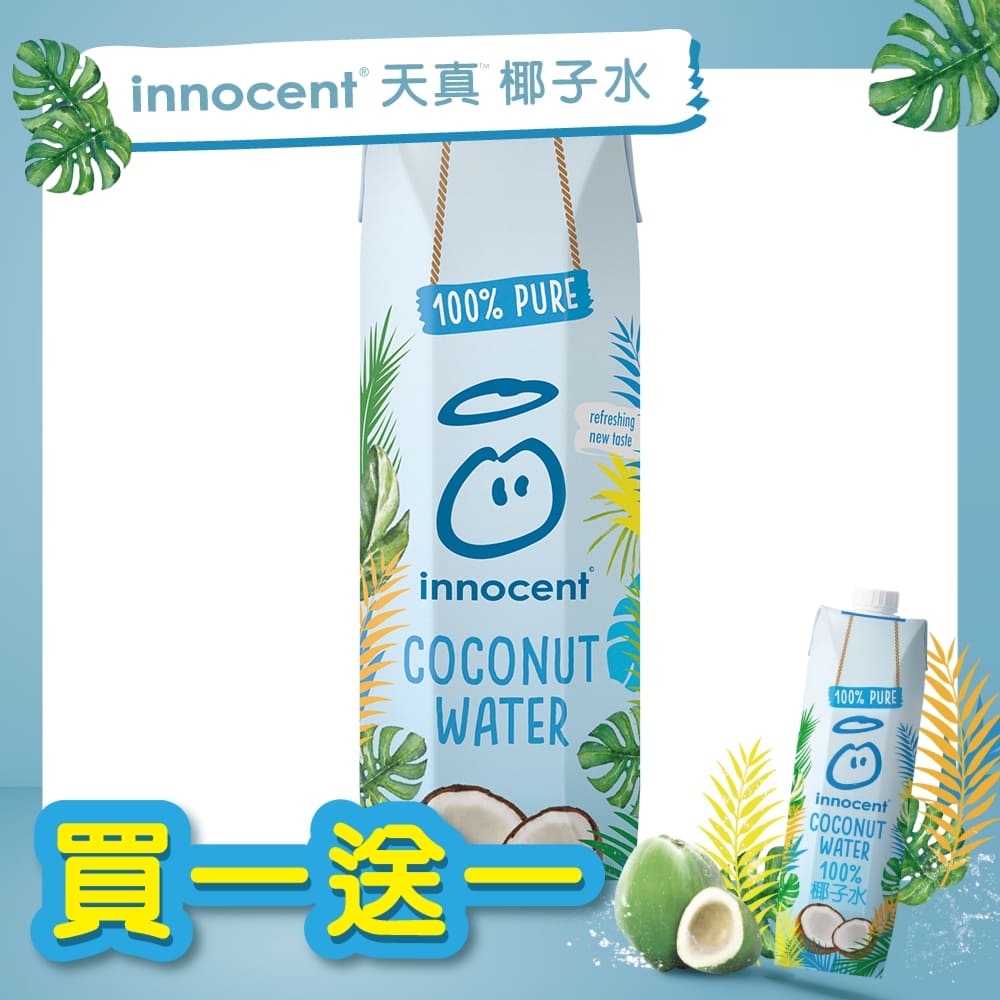 innocent® 天真™ 椰子水
100% PURE
refreshing
new taste
innocent©
COCONUT
WATER
買一送一
100% PURE
innocent
COCONUT
WATER
100%
椰子水